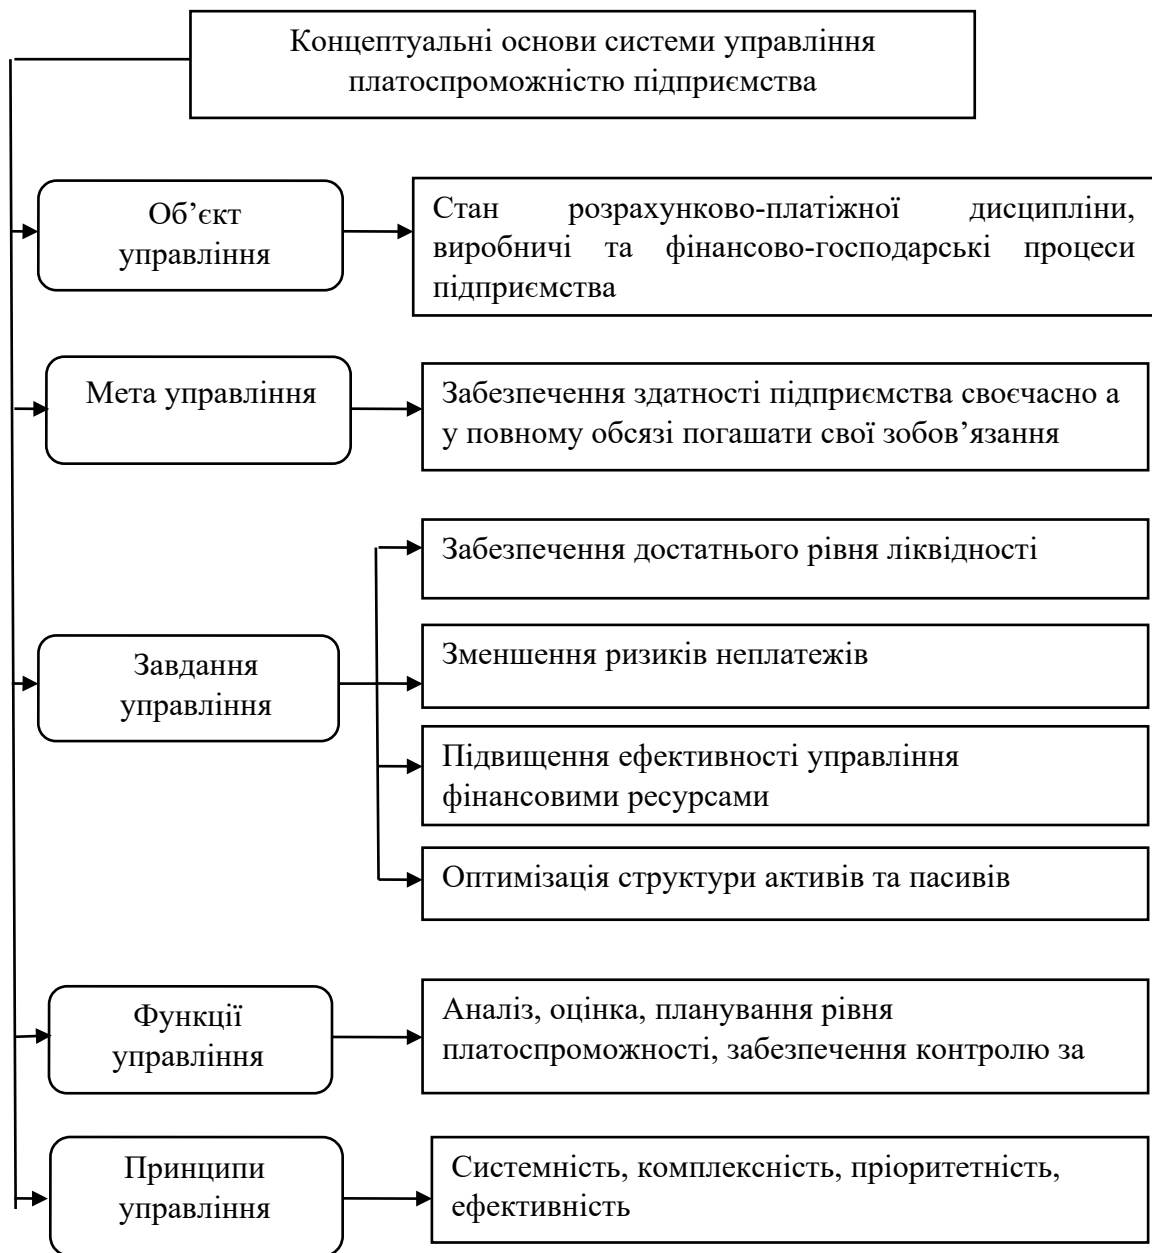 Концептуальні основи системи управління
платоспроможністю підприємства
Об’єкт
управління
Стан розрахунково-платіжної дисципліни,
виробничі та фінансово-господарські процеси
підприємства
Мета управління
Забезпечення здатності підприємства своєчасно а
у повному обсязі погашати свої зобов’язання
Забезпечення достатнього рівня ліквідності
Завдання
управління
Зменшення ризиків неплатежів
Підвищення ефективності управління
фінансовими ресурсами
Оптимізація структури активів та пасивів
Функції
управління
Аналіз, оцінка, планування рівня
платоспроможності, забезпечення контролю за
Принципи
управління
Системність, комплексність, пріоритетність,
ефективність